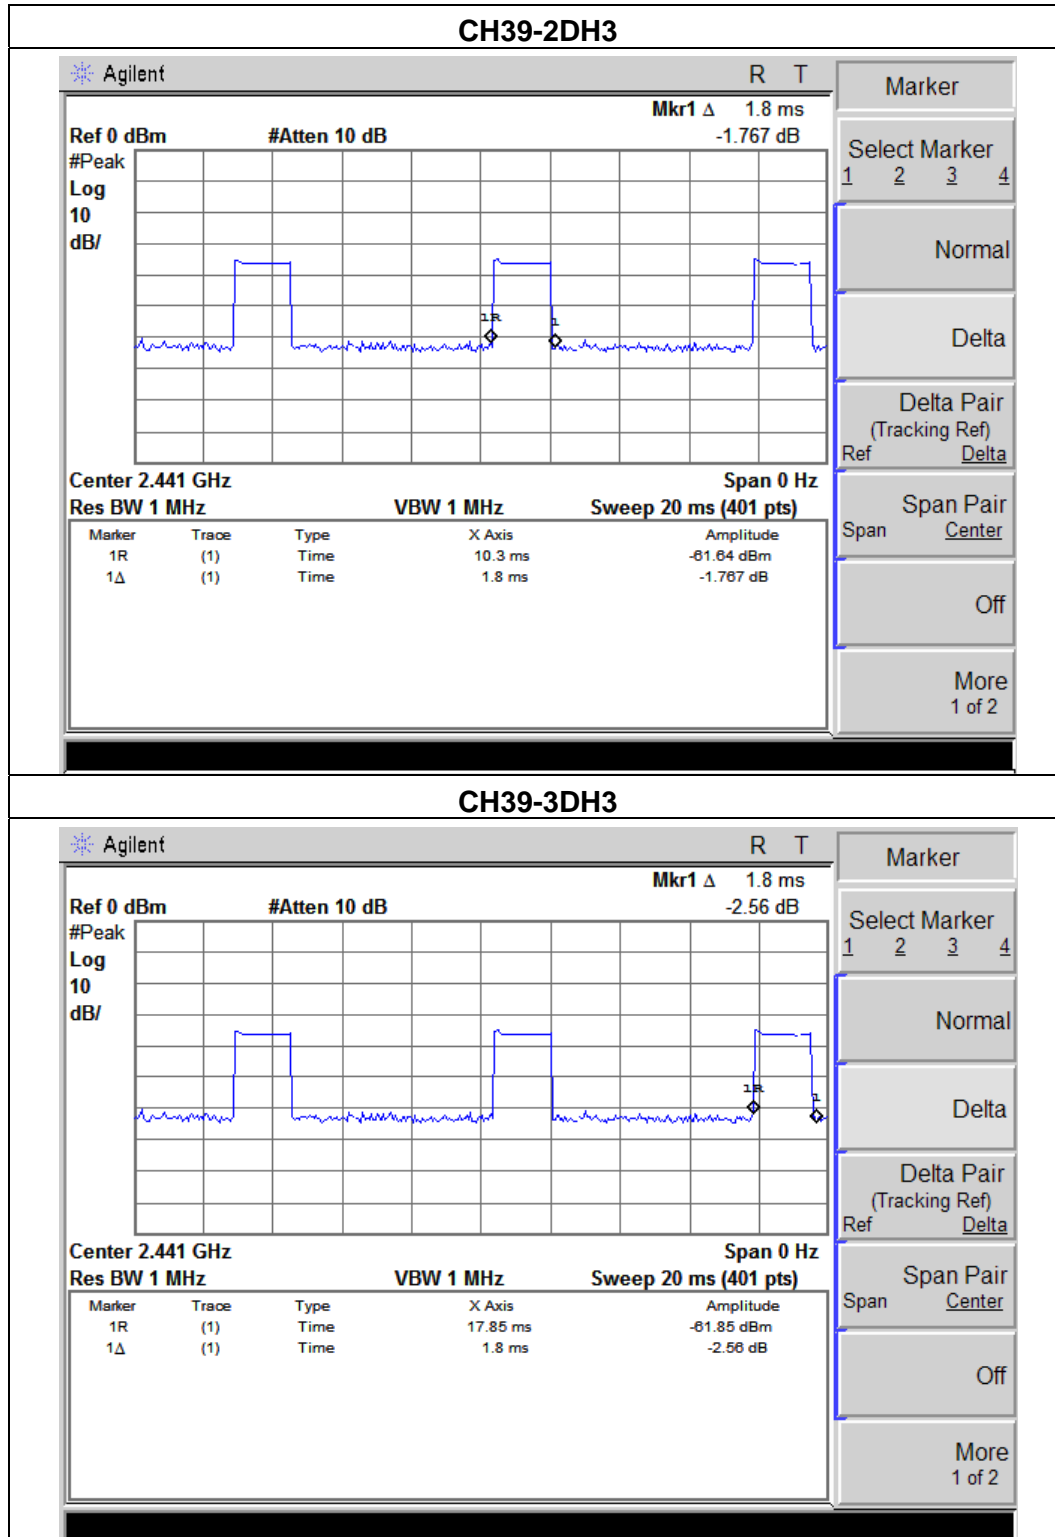 CH39-2DH3
Agilent R T
Marker
Mkr1 Δ 1.8 ms
Ref 0 dBm #Atten 10 dB -1.767 dB
#Peak
Log
10
dB/
1R
1
Center 2.441 GHz Span 0 Hz
Res BW 1 MHz VBW 1 MHz Sweep 20 ms (401 pts)
Marker Trace Type X Axis Amplitude
1R (1) Time 10.3 ms -61.64 dBm
1Δ (1) Time 1.8 ms -1.767 dB
Select Marker
1 2 3 4
Normal
Delta
Delta Pair
(Tracking Ref)
Ref Delta
Span Pair
Span Center
Off
More
1 of 2
CH39-3DH3
Agilent R T
Marker
Mkr1 Δ 1.8 ms
Ref 0 dBm #Atten 10 dB -2.56 dB
#Peak
Log
10
dB/
1R
1
Center 2.441 GHz Span 0 Hz
Res BW 1 MHz VBW 1 MHz Sweep 20 ms (401 pts)
Marker Trace Type X Axis Amplitude
1R (1) Time 17.85 ms -61.85 dBm
1Δ (1) Time 1.8 ms -2.56 dB
Select Marker
1 2 3 4
Normal
Delta
Delta Pair
(Tracking Ref)
Ref Delta
Span Pair
Span Center
Off
More
1 of 2